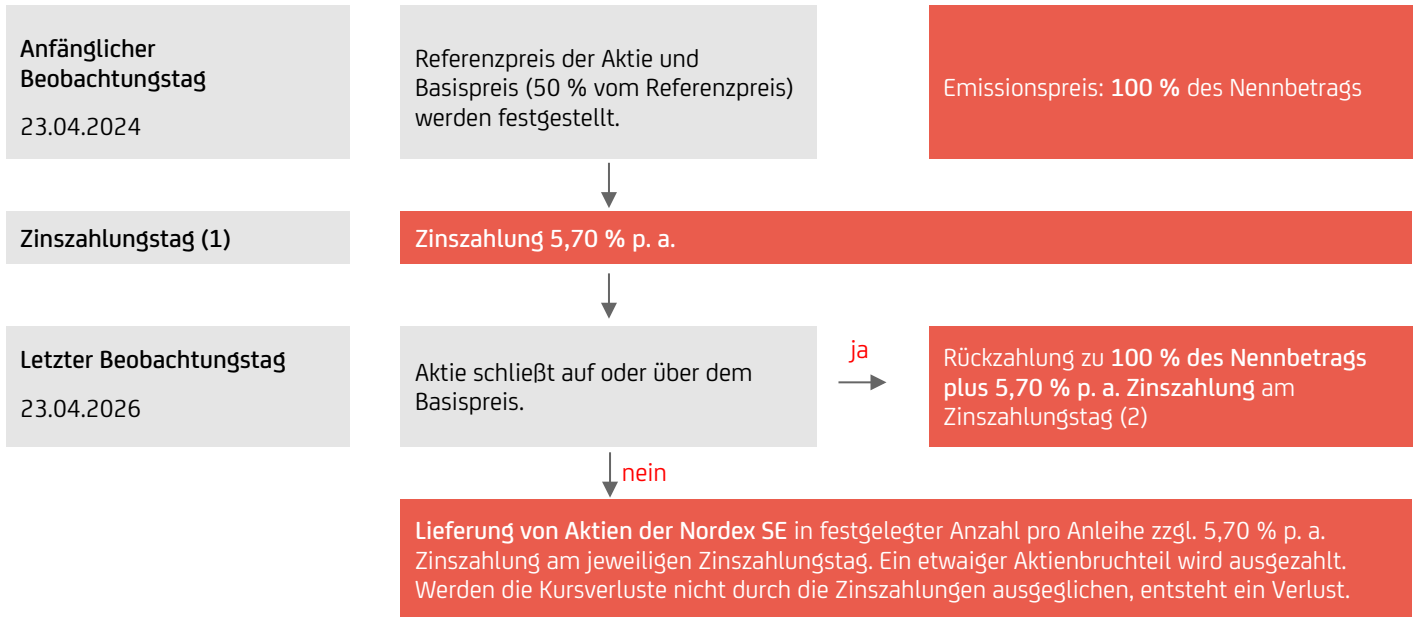 Anfänglicher
Beobachtungstag
23.04.2024
Referenzpreis der Aktie und
Basispreis (50 % vom Referenzpreis)
werden festgestellt.
Emissionspreis: 100 % des Nennbetrags
Zinszahlungstag (1)
Zinszahlung 5,70 % p. a.
Letzter Beobachtungstag
23.04.2026
Aktie schließt auf oder über dem
Basispreis.
ja
Rückzahlung zu 100 % des Nennbetrags
plus 5,70 % p. a. Zinszahlung am
Zinszahlungstag (2)
nein
Lieferung von Aktien der Nordex SE in festgelegter Anzahl pro Anleihe zzgl. 5,70 % p. a.
Zinszahlung am jeweiligen Zinszahlungstag. Ein etwaiger Aktienbruchteil wird ausgezahlt.
Werden die Kursverluste nicht durch die Zinszahlungen ausgeglichen, entsteht ein Verlust.